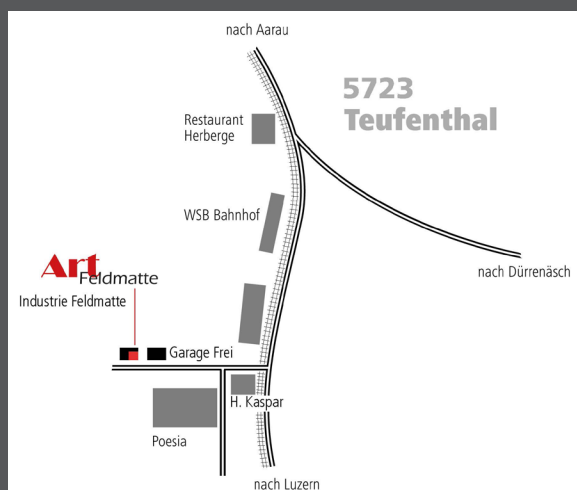 nach Aarau
5723
Teufenthal
Restaurant
Herberge
WSB Bahnhof
nach Dürrenäsch
Art
Feldmatte
Industrie Feldmatte
Garage Frei
H. Kaspar
Poesia
nach Luzern